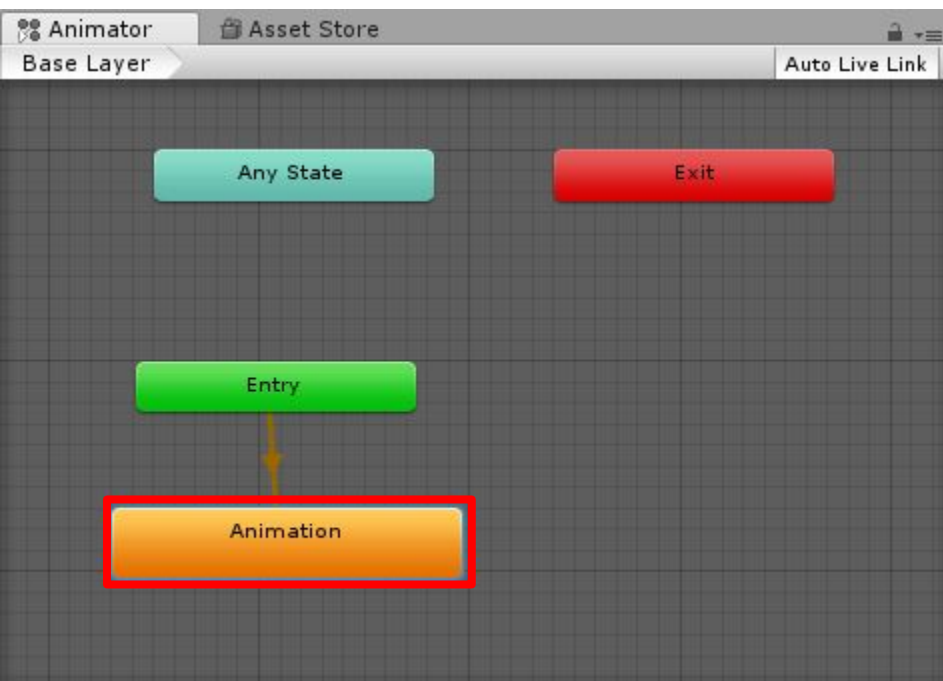 Animator
Asset Store
Base Layer
Auto Live Link
Any State
Exit
Entry
Animation